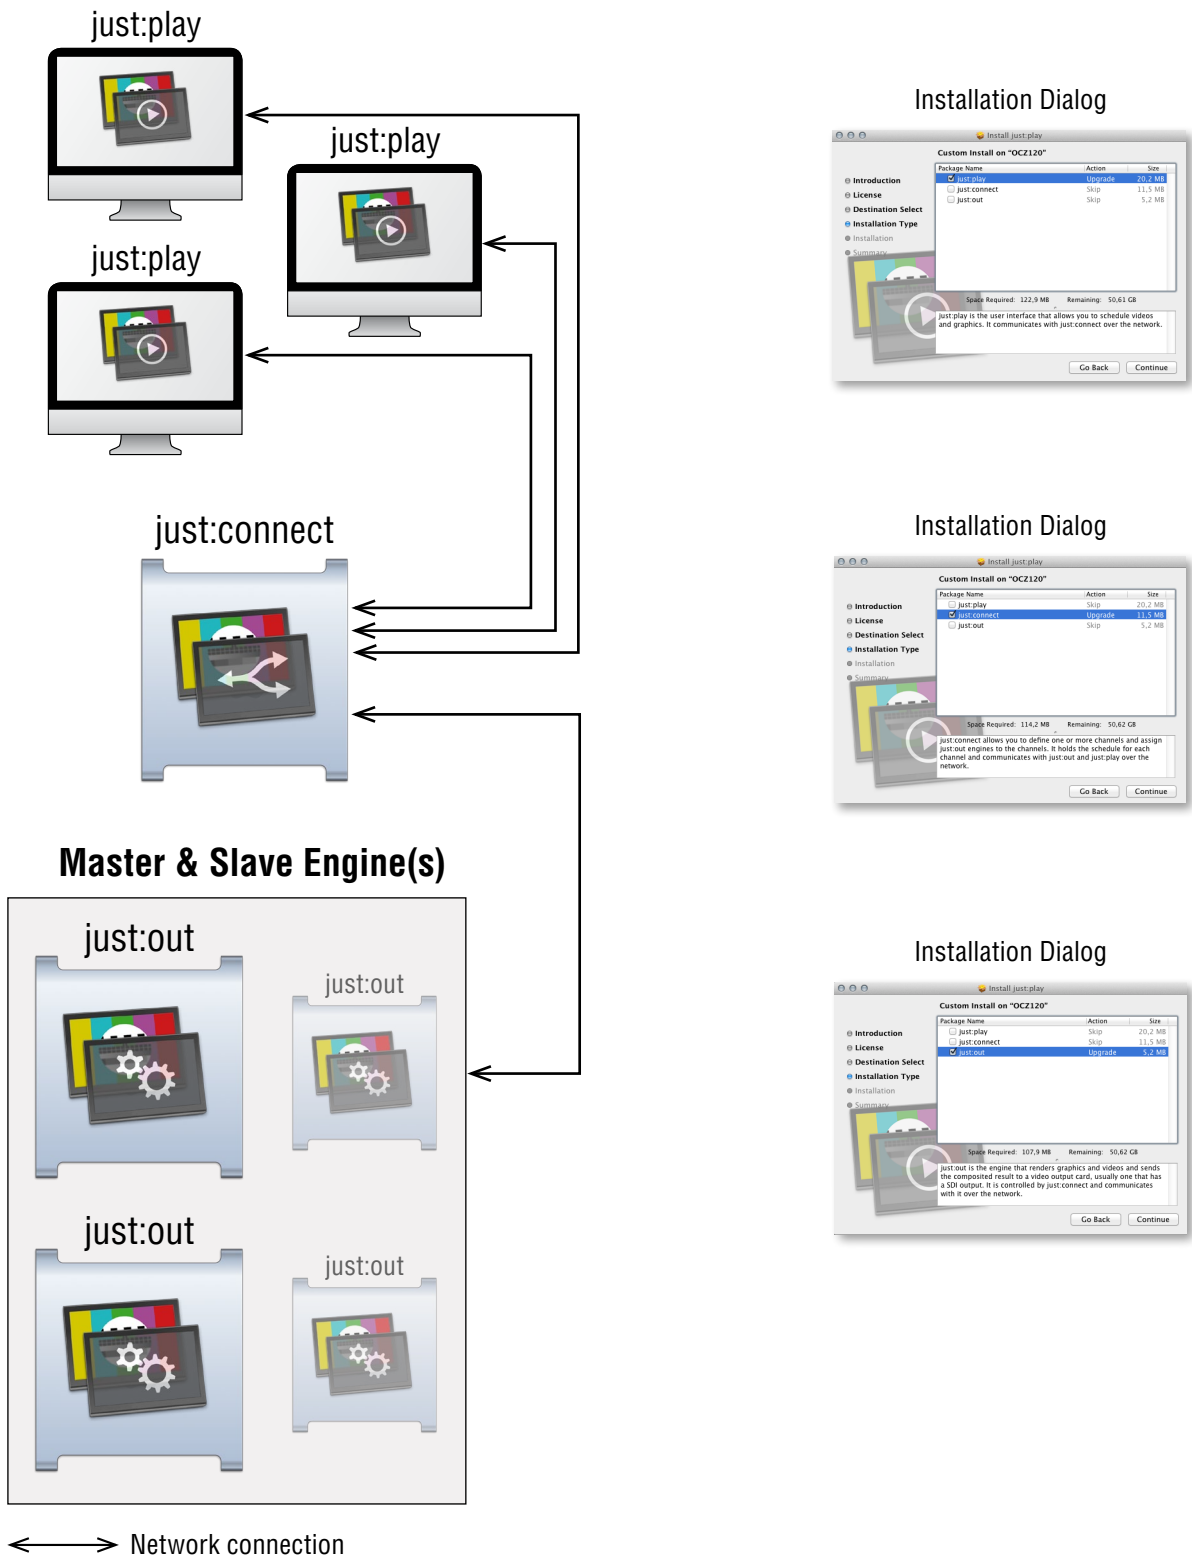 just:play
just:play
just:play
just:connect
Master & Slave Engine(s)
just:out
just:out
just:out
just:out
Network connection
Installation Dialog
Install just:play
Custom Install on "OCZ120"
Introduction
License
Destination Select
Installation Type
Installation
Summary
Package Name Action Size
just:play Upgrade 20,2 MB
just:connect Skip 11,5 MB
just:out Skip 5,2 MB
Space Required: 122,9 MB Remaining: 50,61 GB
just:play is the user interface that allows you to schedule videos
and graphics. It communicates with just:connect over the network.
Go Back Continue
Installation Dialog
Install just:play
Custom Install on "OCZ120"
Introduction
License
Destination Select
Installation Type
Installation
Summary
Package Name Action Size
just:play Skip 20,2 MB
just:connect Upgrade 11,5 MB
just:out Skip 5,2 MB
Space Required: 114,2 MB Remaining: 50,62 GB
just:connect allows you to define one or more channels and assign
just:out engines to the channels. It holds the schedule for each
channel and communicates with just:out and just:play over the
network.
Go Back Continue
Installation Dialog
Install just:play
Custom Install on "OCZ120"
Introduction
License
Destination Select
Installation Type
Installation
Summary
Package Name Action Size
just:play Skip 20,2 MB
just:connect Skip 11,5 MB
just:out Upgrade 5,2 MB
Space Required: 107,9 MB Remaining: 50,62 GB
just:out is the engine that renders graphics and videos and sends
the composited result to a video output card, usually one that has
a SDI output. It is controlled by just:connect and communicates
with it over the network.
Go Back Continue